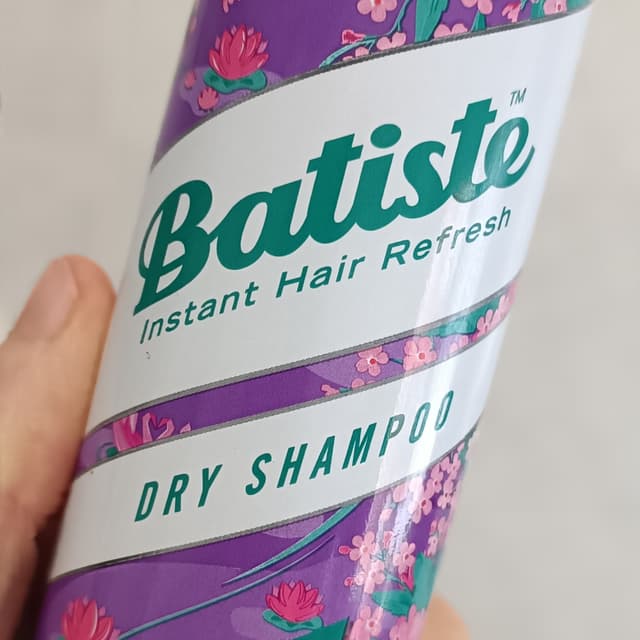 Batiste™
Instant Hair Refresh
DRY SHAMPOO